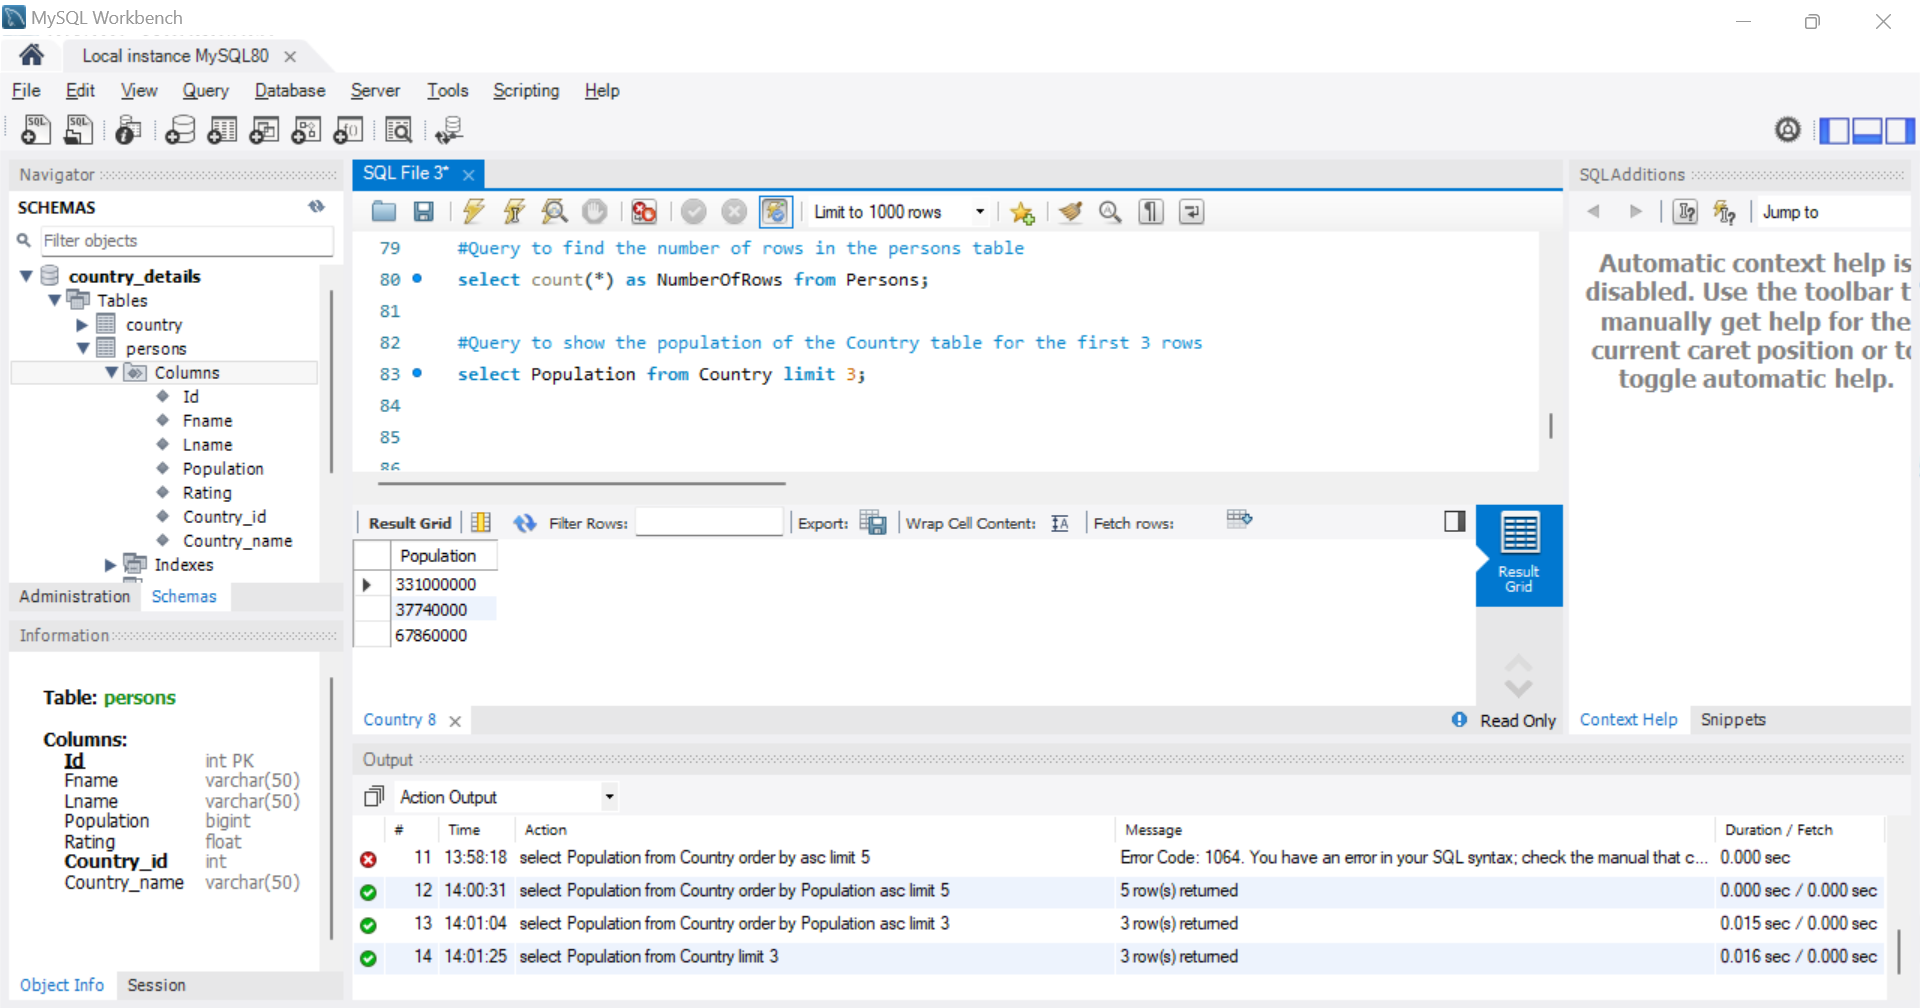 MySQL Workbench
Local instance MySQL80
File Edit View Query Database Server Tools Scripting Help
Navigator
SCHEMAS
Filter objects
country_details
Tables
country
persons
Columns
Id
Fname
Lname
Population
Rating
Country_id
Country_name
Indexes
Administration Schemas
Information
Table: persons
Columns:
Id int PK
Fname varchar(50)
Lname varchar(50)
Population bigint
Rating float
Country_id int
Country_name varchar(50)
Object Info Session
SQL File 3*
Limit to 1000 rows
79 #Query to find the number of rows in the persons table
80 select count(*) as NumberOfRows from Persons;
81
82 #Query to show the population of the Country table for the first 3 rows
83 select Population from Country limit 3;
84
85
86
Result Grid Filter Rows: Export: Wrap Cell Content: Fetch rows:
Population
331000000
37740000
67860000
Result
Grid
Country 8
Read Only
SQLAdditions
Jump to
Automatic context help is
disabled. Use the toolbar t
manually get help for the
current caret position or to
toggle automatic help.
Context Help Snippets
Output
Action Output
# Time Action Message Duration / Fetch
11 13:58:18 select Population from Country order by asc limit 5 Error Code: 1064. You have an error in your SQL syntax; check the manual that c... 0.000 sec
12 14:00:31 select Population from Country order by Population asc limit 5 5 row(s) returned 0.000 sec / 0.000 sec
13 14:01:04 select Population from Country order by Population asc limit 3 3 row(s) returned 0.015 sec / 0.000 sec
14 14:01:25 select Population from Country limit 3 3 row(s) returned 0.016 sec / 0.000 sec